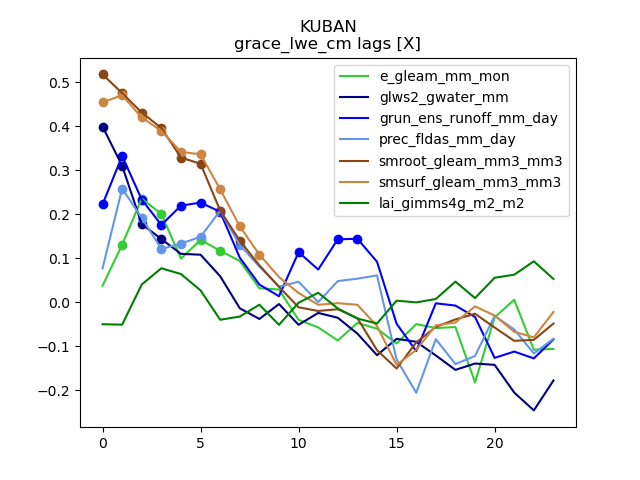 KUBAN
grace_lwe_cm lags [X]
e_gleam_mm_mon
glws2_gwater_mm
grun_ens_runoff_mm_day
prec_fldas_mm_day
smroot_gleam_mm3_mm3
smsurf_gleam_mm3_mm3
lai_gimms4g_m2_m2
0.5
0.4
0.3
0.2
0.1
0.0
−0.1
−0.2
0 5 10 15 20